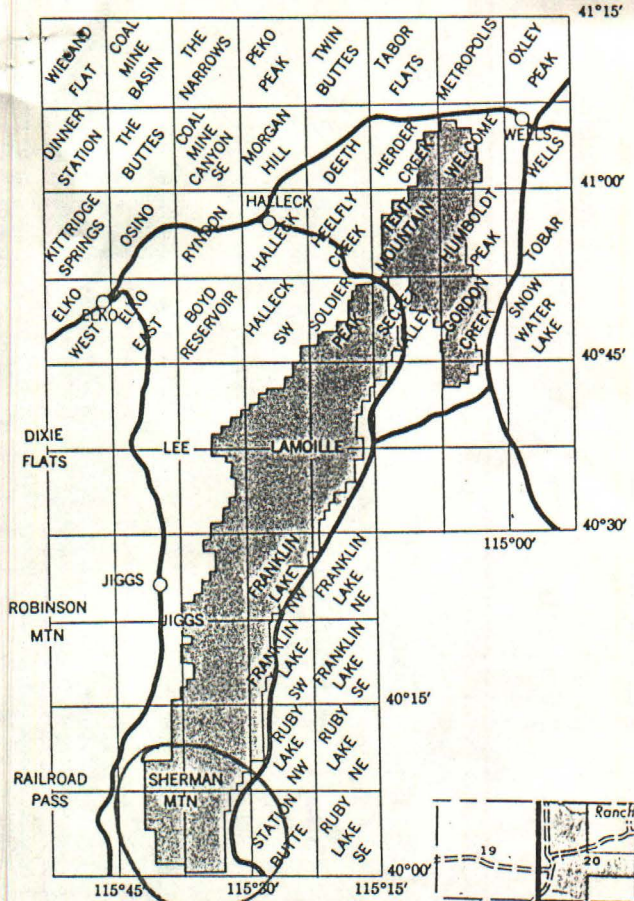 41°15'
WIELAND FLAT
COAL MINE BASIN
THE NARROWS
PEKO PEAK
TWIN BUTTES
TABOR FLATS
METROPOLIS
OXLEY PEAK
DINNER STATION
THE BUTTES
COAL MINE CANYON SE
MORGAN HILL
DEETH
HERDER CREEK
WELCOME
WELLS
WELLS
41°00'
KITTRIDGE SPRINGS
OSINO
RYNDON
HALLECK
HALLECK
HEELFLY CREEK
TENT MOUNTAIN
HUMBOLDT PEAK
TOBAR
ELKO WEST
ELKO
ELKO EAST
BOYD RESERVOIR
HALLECK SW
SOLDIER PEAK
SECRET VALLEY
GORDON CREEK
SNOW WATER LAKE
40°45'
DIXIE FLATS
LEE
LAMOILLE
40°30'
115°00'
JIGGS
FRANKLIN LAKE NW
FRANKLIN LAKE NE
ROBINSON MTN
JIGGS
FRANKLIN LAKE SW
FRANKLIN LAKE SE
40°15'
RUBY LAKE NW
RUBY LAKE NE
RAILROAD PASS
SHERMAN MTN
STATION BUTTE
RUBY LAKE SE
40°00'
115°45'
115°30'
115°15'
Ranch
19
20